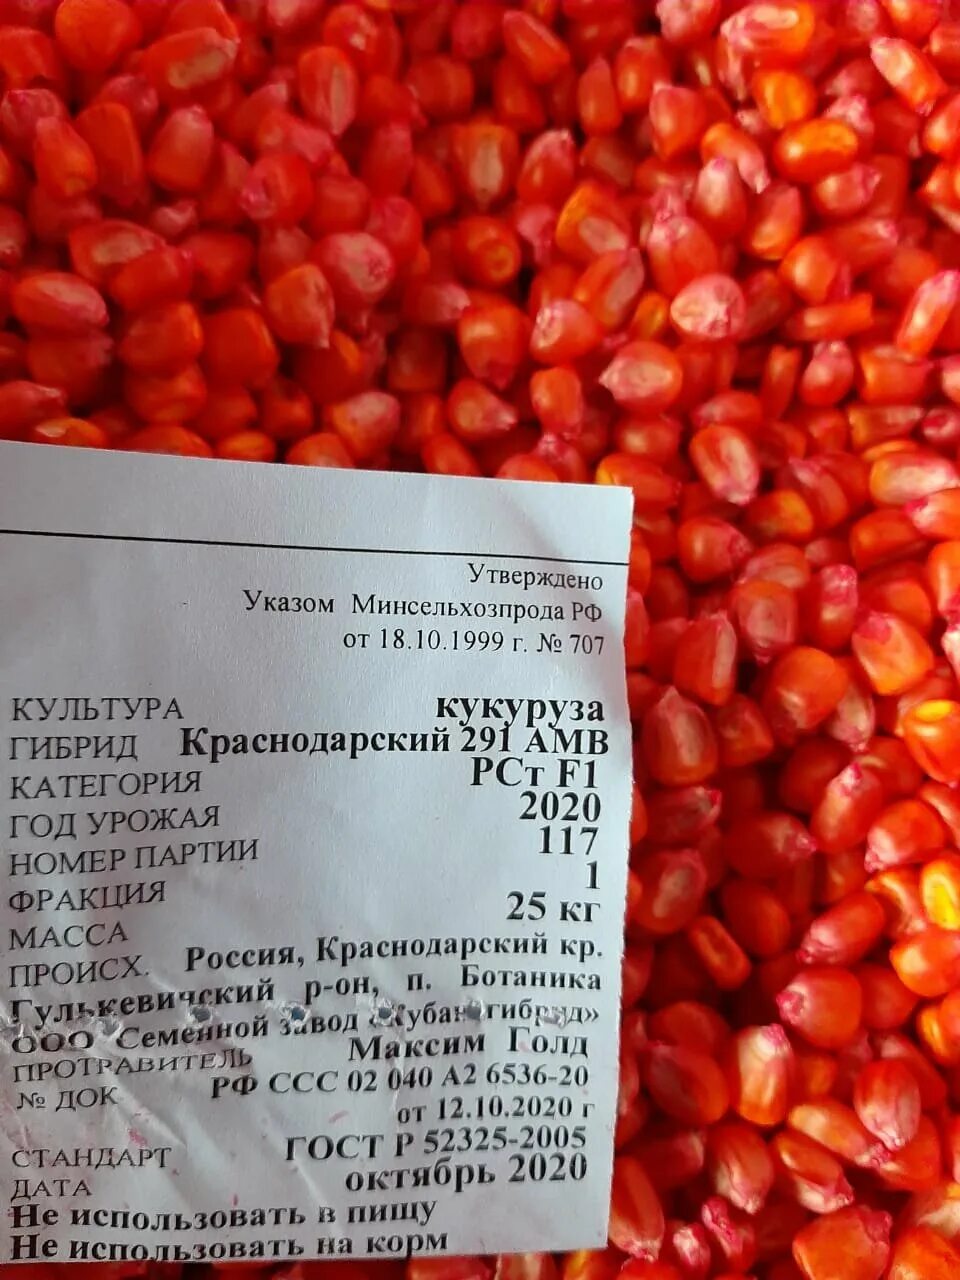 Утверждено
Указом Минсельхозпрода РФ
от 18.10.1999 г. № 707
КУЛЬТУРА кукуруза
ГИБРИД Краснодарский 291 АМВ
КАТЕГОРИЯ РСт F1
ГОД УРОЖАЯ 2020
НОМЕР ПАРТИИ 117
ФРАКЦИЯ 1
МАССА 25 кг
ПРОИСХ. Россия, Краснодарский кр.
Гулькевичский р-он, п. Ботаника
ООО Семенной завод «Кубаньгибрид»
ПРОТРАВИТЕЛЬ Максим Голд
№ ДОК РФ ССС 02 040 А2 6536-20
от 12.10.2020 г
СТАНДАРТ ГОСТ Р 52325-2005
ДАТА октябрь 2020
Не использовать в пищу
Не использовать на корм